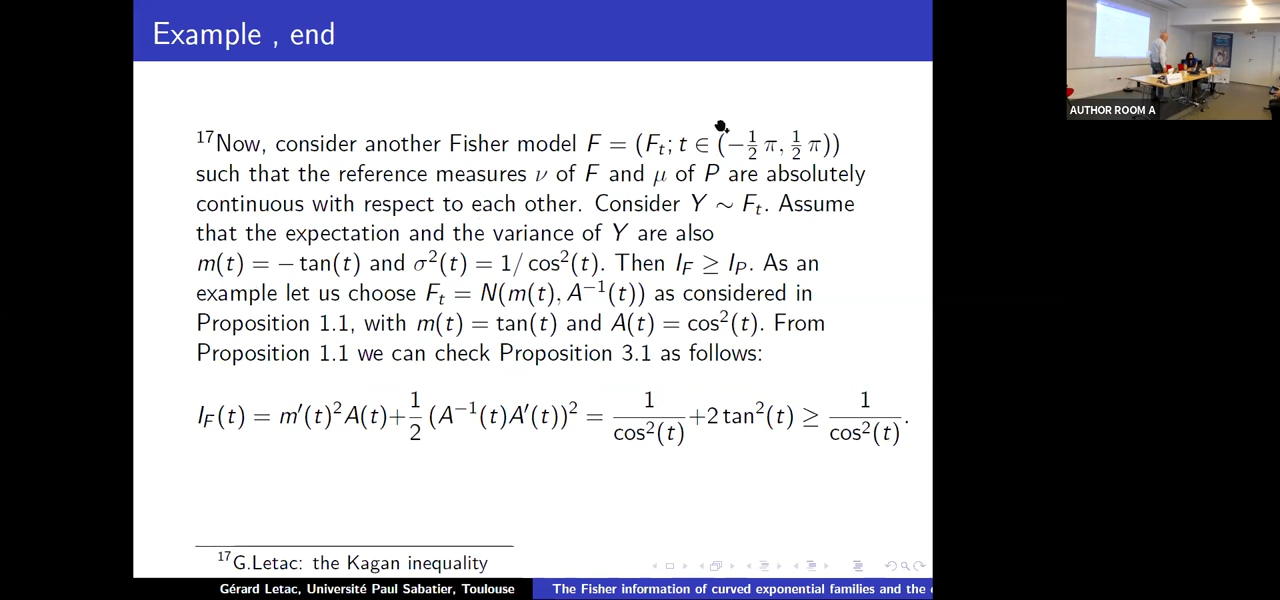 Example , end
AUTHOR ROOM A
¹⁷Now, consider another Fisher model F = (Fₜ; t ∈ (−½ π, ½ π))
such that the reference measures ν of F and μ of P are absolutely
continuous with respect to each other. Consider Y ∼ Fₜ. Assume
that the expectation and the variance of Y are also
m(t) = − tan(t) and σ²(t) = 1/ cos²(t). Then I_F ≥ I_P. As an
example let us choose Fₜ = N(m(t), A⁻¹(t)) as considered in
Proposition 1.1, with m(t) = tan(t) and A(t) = cos²(t). From
Proposition 1.1 we can check Proposition 3.1 as follows:
I_F(t) = m′(t)²A(t)+½ (A⁻¹(t)A′(t))² = 1/cos²(t) +2 tan²(t) ≥ 1/cos²(t).
¹⁷G.Letac: the Kagan inequality
Gérard Letac, Université Paul Sabatier, Toulouse
The Fisher information of curved exponential families and the